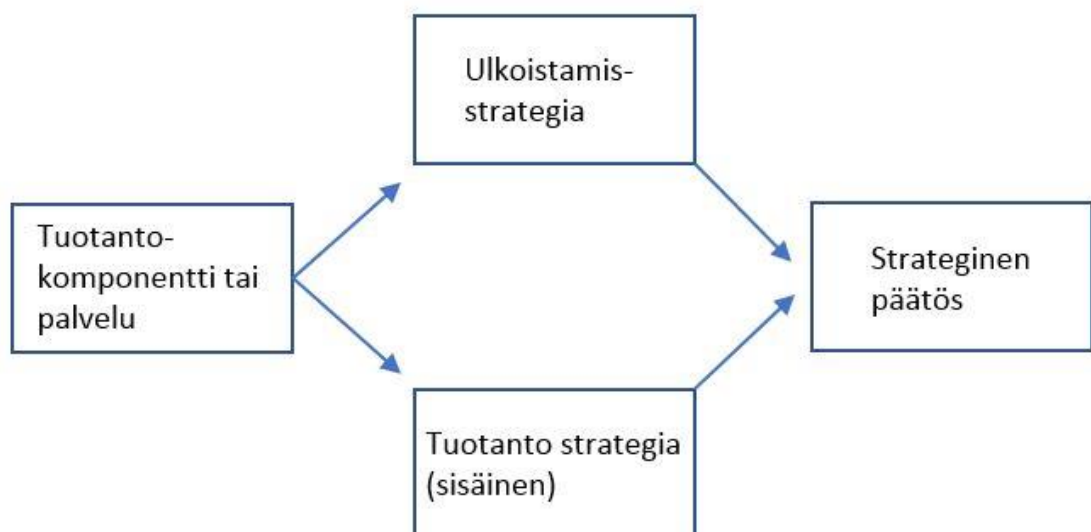 Ulkoistamis-
strategia
Tuotanto-
komponentti tai
palvelu
Strateginen
päätös
Tuotanto strategia
(sisäinen)